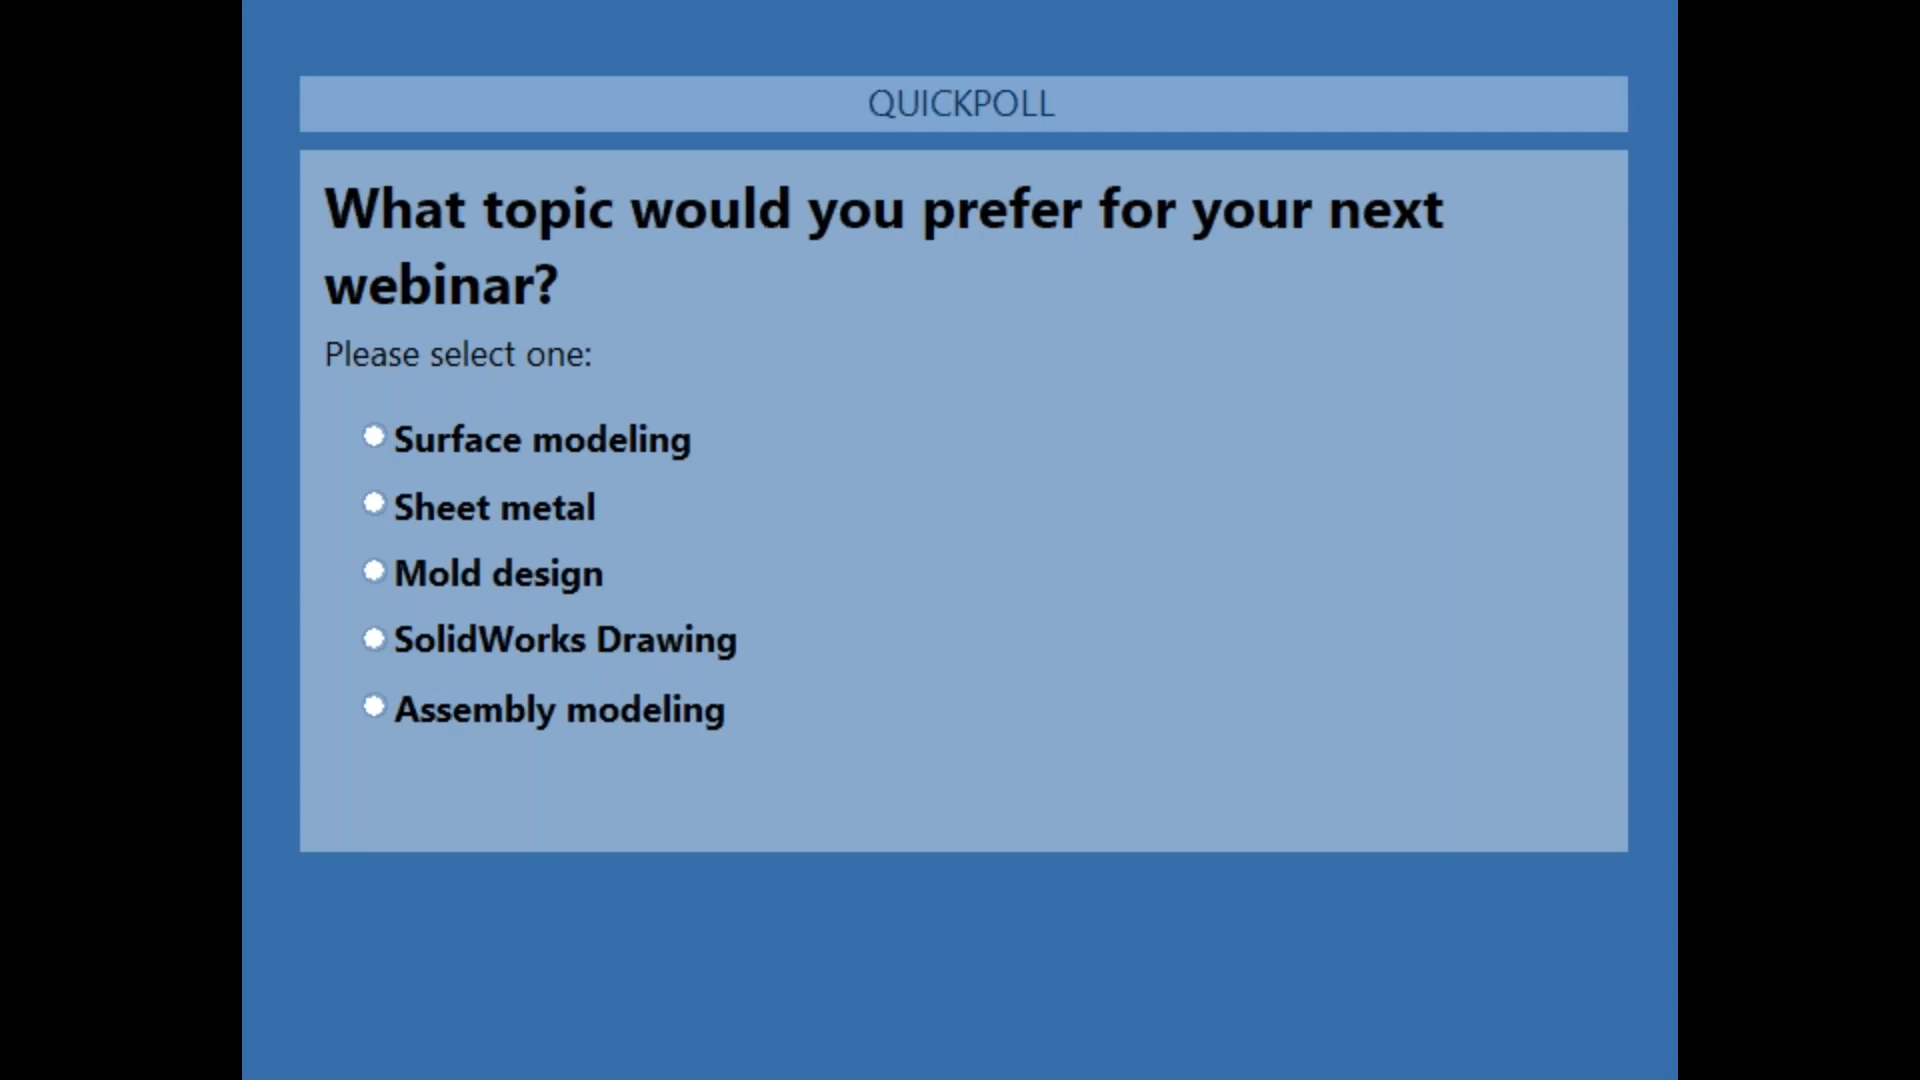 QUICKPOLL
What topic would you prefer for your next
webinar?
Please select one:
Surface modeling
Sheet metal
Mold design
SolidWorks Drawing
Assembly modeling